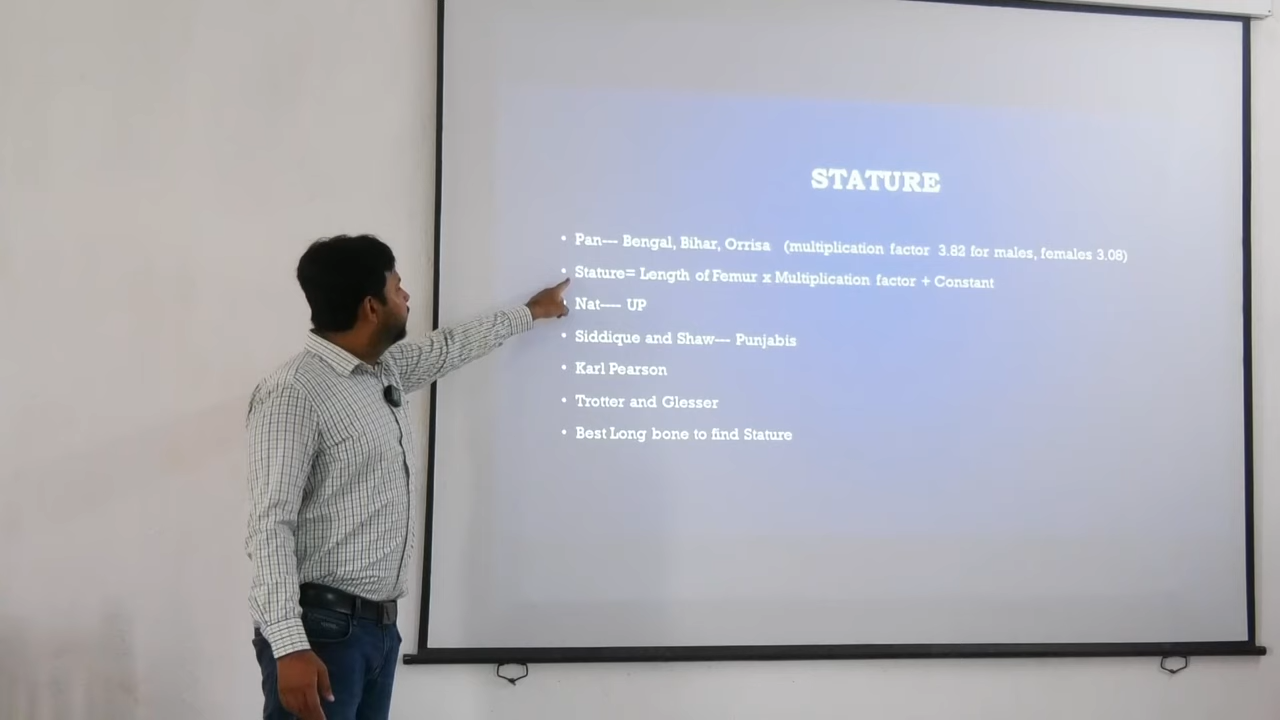 STATURE
• Pan--- Bengal, Bihar, Orrisa (multiplication factor 3.82 for males, females 3.08)
• Stature= Length of Femur x Multiplication factor + Constant
• Nat---- UP
• Siddique and Shaw--- Punjabis
• Karl Pearson
• Trotter and Glesser
• Best Long bone to find Stature